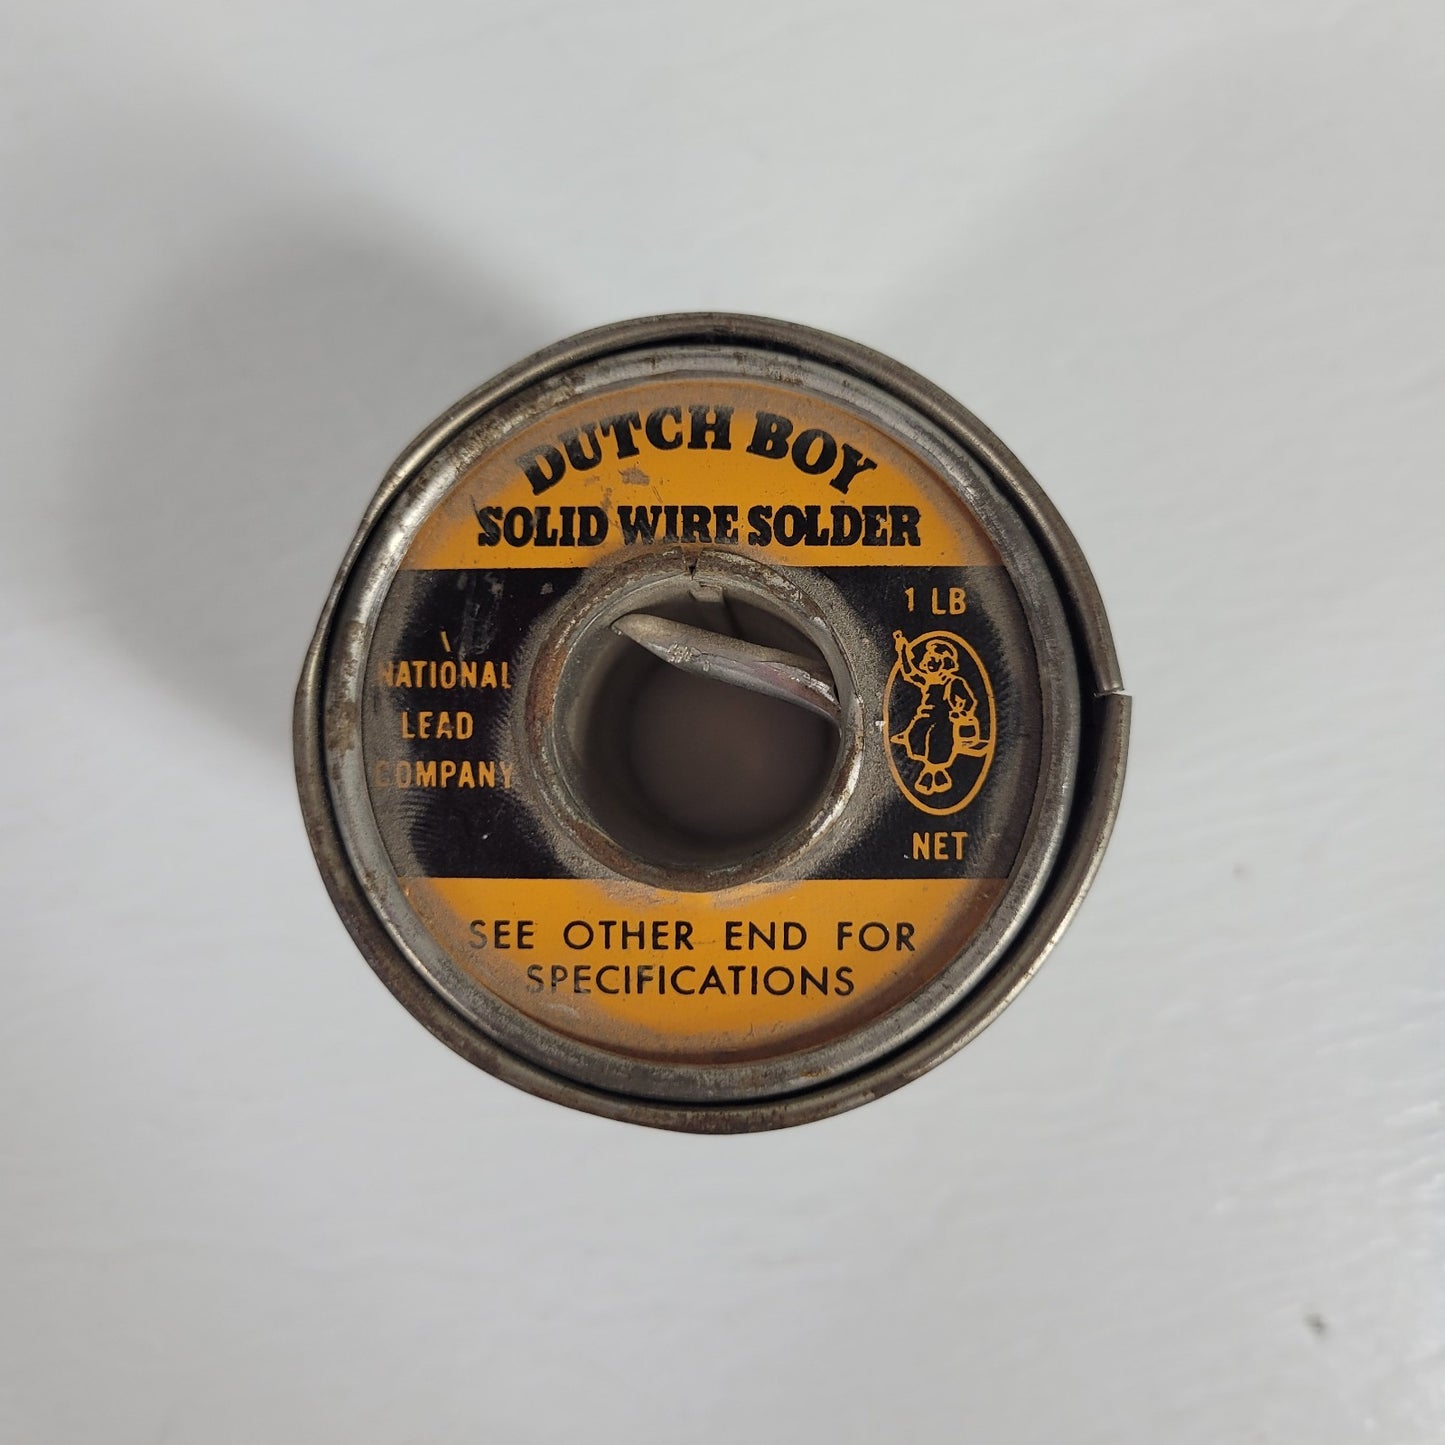 DUTCH BOY
SOLID WIRE SOLDER
NATIONAL
LEAD
COMPANY
1 LB
NET
SEE OTHER END FOR
SPECIFICATIONS